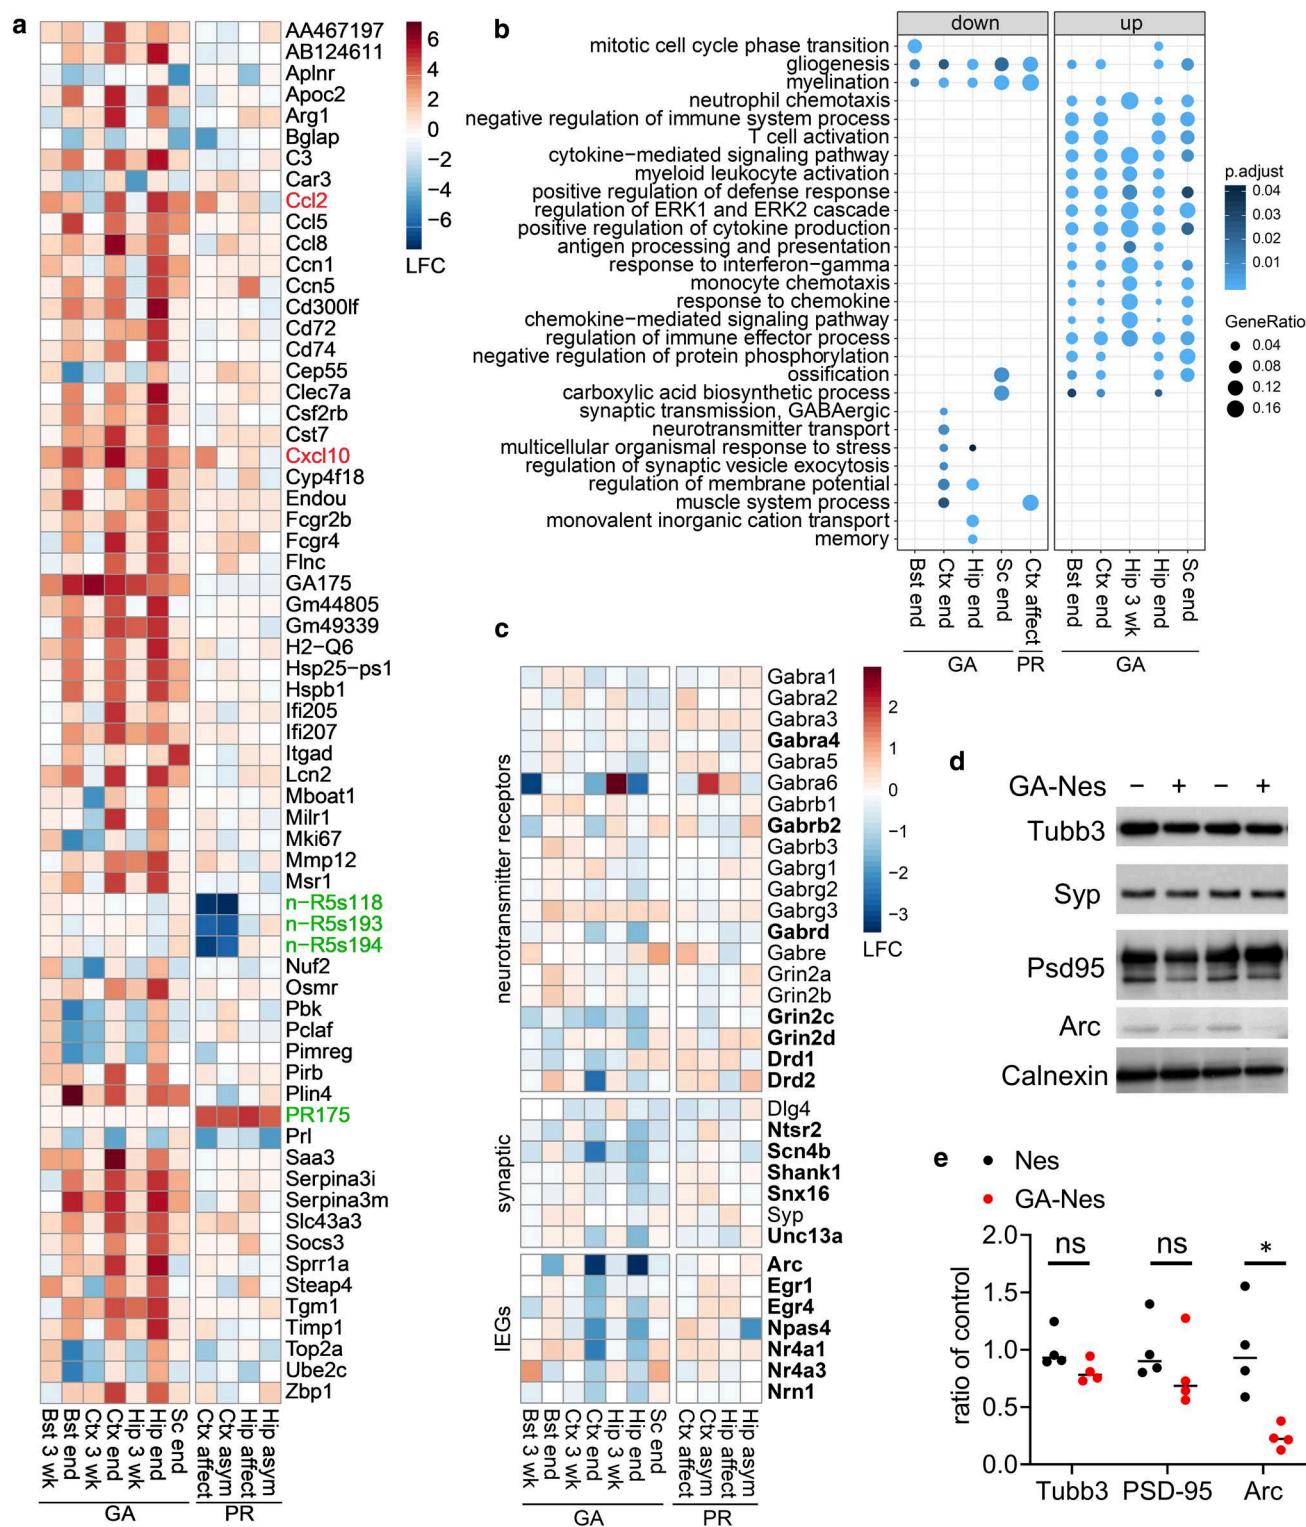 a
AA467197
AB124611
Aplnr
Apoc2
Arg1
Bglap
C3
Car3
Ccl2
Ccl5
Ccl8
Ccn1
Ccn5
Cd300lf
Cd72
Cd74
Cep55
Clec7a
Csf2rb
Cst7
Cxcl10
Cyp4f18
Endou
Fcgr2b
Fcgr4
Flnc
GA175
Gm44805
Gm49339
H2−Q6
Hsp25−ps1
Hspb1
Ifi205
Ifi207
Itgad
Lcn2
Mboat1
Milr1
Mki67
Mmp12
Msr1
n−R5s118
n−R5s193
n−R5s194
Nuf2
Osmr
Pbk
Pclaf
Pimreg
Pirb
Plin4
PR175
Prl
Saa3
Serpina3i
Serpina3m
Slc43a3
Socs3
Sprr1a
Steap4
Tgm1
Timp1
Top2a
Ube2c
Zbp1
6
4
2
0
−2
−4
−6
LFC
Bst 3 wk
Bst end
Ctx 3 wk
Ctx end
Hip 3 wk
Hip end
Sc end
Ctx affect
Ctx asym
Hip affect
Hip asym
GA
PR
b
down
up
mitotic cell cycle phase transition
gliogenesis
myelination
neutrophil chemotaxis
negative regulation of immune system process
T cell activation
cytokine−mediated signaling pathway
myeloid leukocyte activation
positive regulation of defense response
regulation of ERK1 and ERK2 cascade
positive regulation of cytokine production
antigen processing and presentation
response to interferon−gamma
monocyte chemotaxis
response to chemokine
chemokine−mediated signaling pathway
regulation of immune effector process
negative regulation of protein phosphorylation
ossification
carboxylic acid biosynthetic process
synaptic transmission, GABAergic
neurotransmitter transport
multicellular organismal response to stress
regulation of synaptic vesicle exocytosis
regulation of membrane potential
muscle system process
monovalent inorganic cation transport
memory
Bst end
Ctx end
Hip end
Sc end
Ctx affect
Bst end
Ctx end
Hip 3 wk
Hip end
Sc end
GA
PR
GA
p.adjust
0.04
0.03
0.02
0.01
GeneRatio
0.04
0.08
0.12
0.16
c
neurotransmitter receptors
Gabra1
Gabra2
Gabra3
Gabra4
Gabra5
Gabra6
Gabrb1
Gabrb2
Gabrb3
Gabrg1
Gabrg2
Gabrg3
Gabrd
Gabre
Grin2a
Grin2b
Grin2c
Grin2d
Drd1
Drd2
synaptic
Dlg4
Ntsr2
Scn4b
Shank1
Snx16
Syp
Unc13a
IEGs
Arc
Egr1
Egr4
Npas4
Nr4a1
Nr4a3
Nrn1
2
1
0
−1
−2
−3
LFC
Bst 3 wk
Bst end
Ctx 3 wk
Ctx end
Hip 3 wk
Hip end
Sc end
Ctx affect
Ctx asym
Hip affect
Hip asym
GA
PR
d
GA-Nes − + − +
Tubb3
Syp
Psd95
Arc
Calnexin
e
Nes
GA-Nes
ratio of control
2.0
1.5
1.0
0.5
0.0
ns
ns
*
Tubb3 PSD-95 Arc